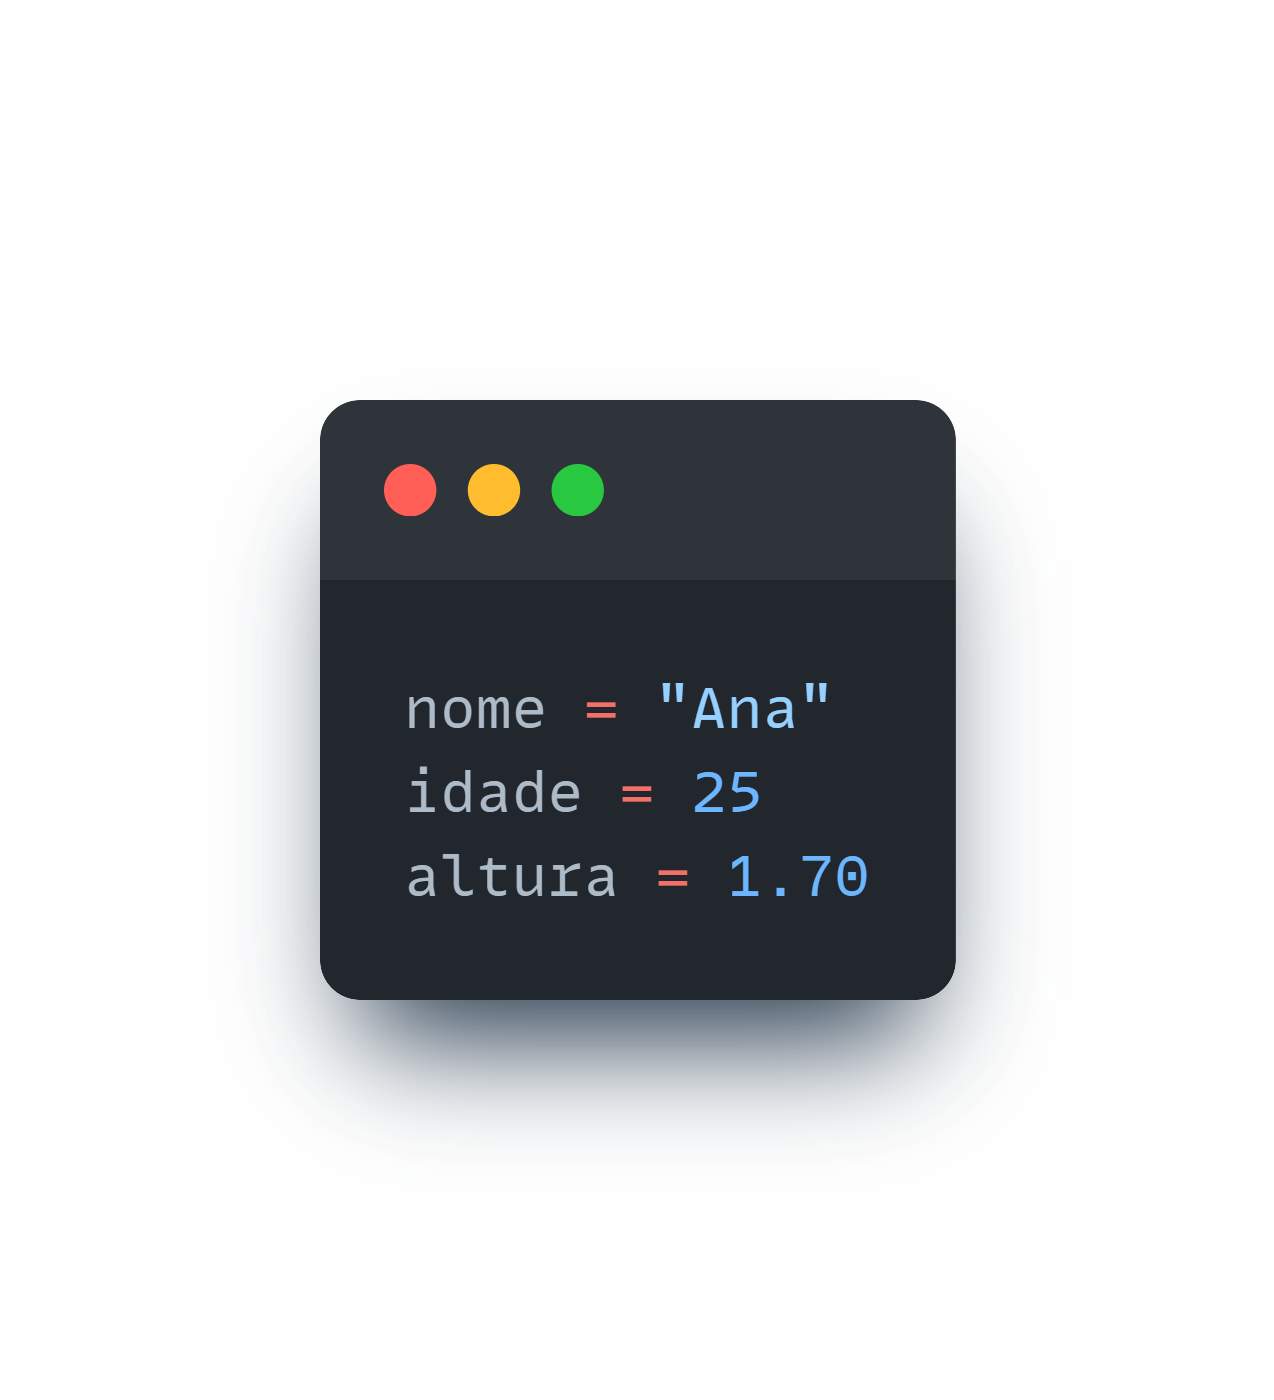 nome = "Ana"
idade = 25
altura = 1.70